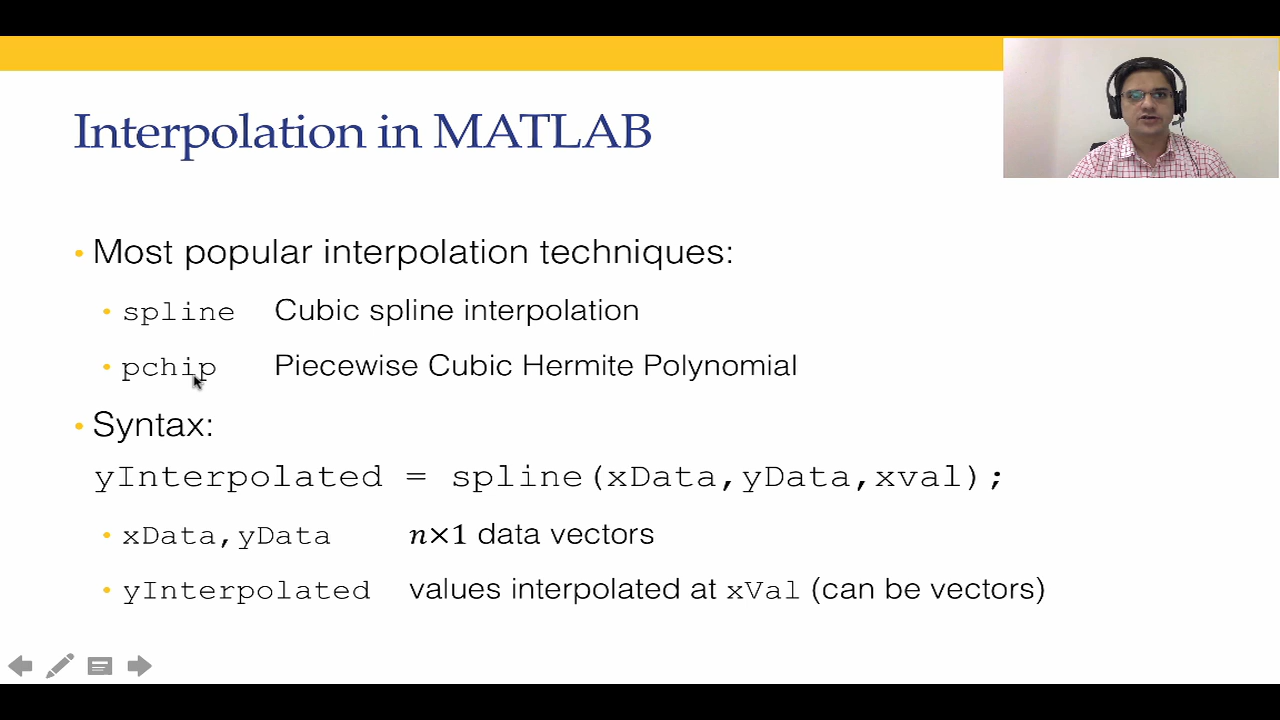 Interpolation in MATLAB
• Most popular interpolation techniques:
• spline Cubic spline interpolation
• pchip Piecewise Cubic Hermite Polynomial
• Syntax:
yInterpolated = spline(xData,yData,xval);
• xData,yData n×1 data vectors
• yInterpolated values interpolated at xVal (can be vectors)